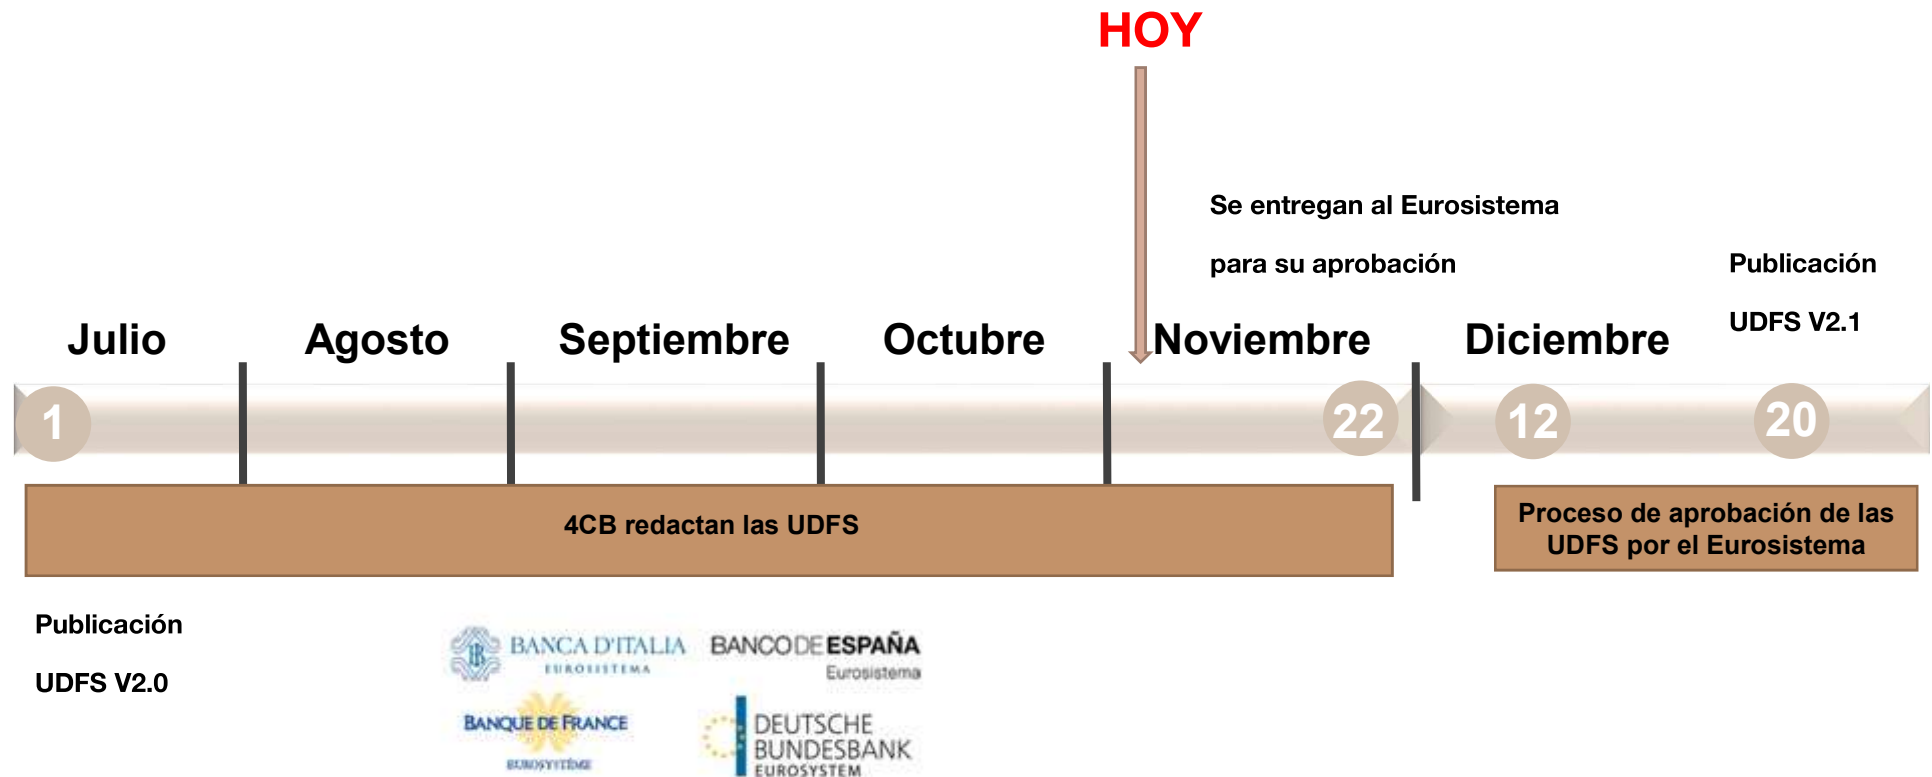 HOY
Se entregan al Eurosistema
para su aprobación
Publicación
UDFS V2.1
Julio
Agosto
Septiembre
Octubre
Noviembre
Diciembre
1
22
12
20
4CB redactan las UDFS
Proceso de aprobación de las
UDFS por el Eurosistema
Publicación
UDFS V2.0
BANCA D'ITALIA
EUROSISTEMA
BANCO DE ESPAÑA
Eurosistema
BANQUE DE FRANCE
EUROSYSTÈME
DEUTSCHE
BUNDESBANK
EUROSYSTEM